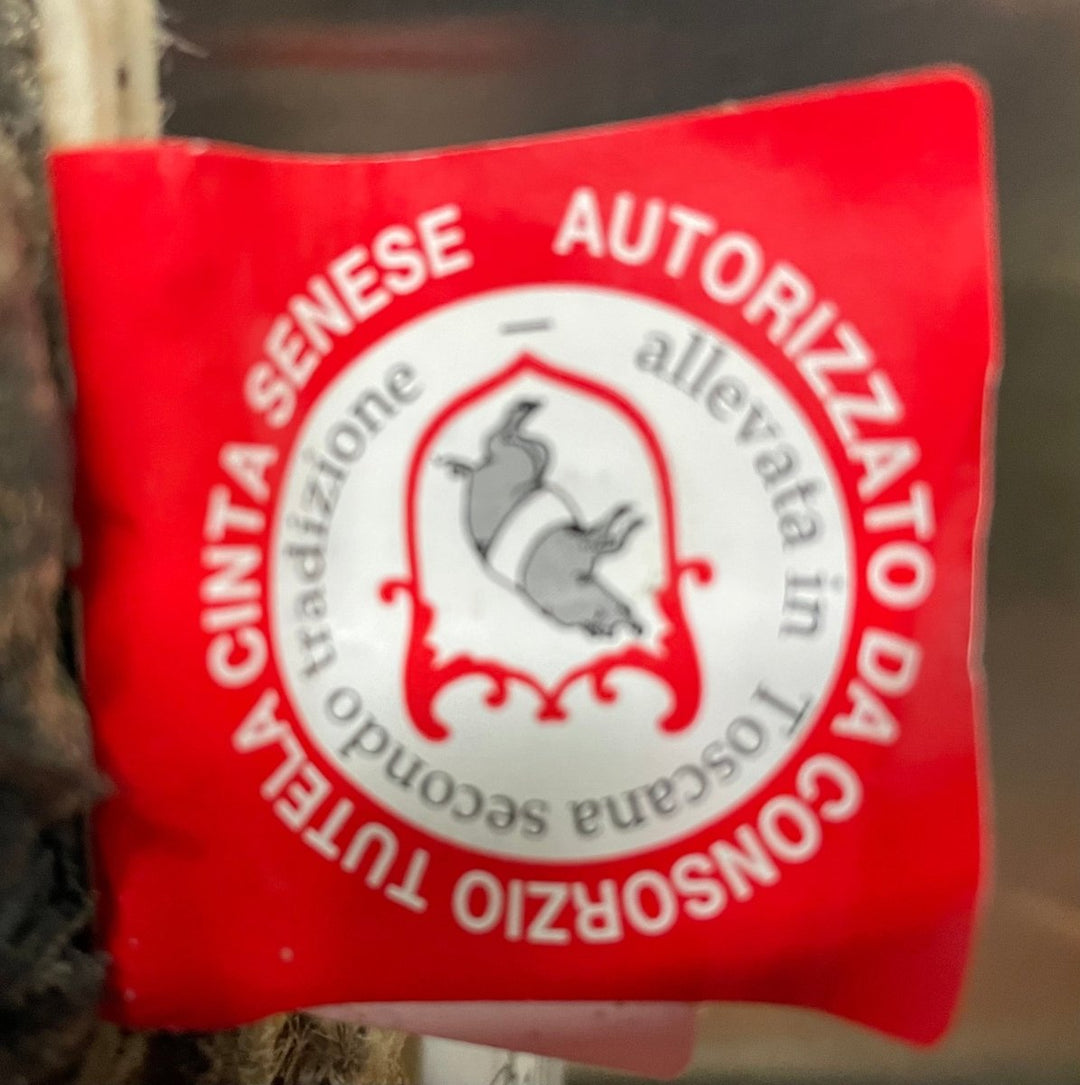 AUTORIZZATO DA CONSORZIO TUTELA CINTA SENESE
allevata in Toscana secondo tradizione –